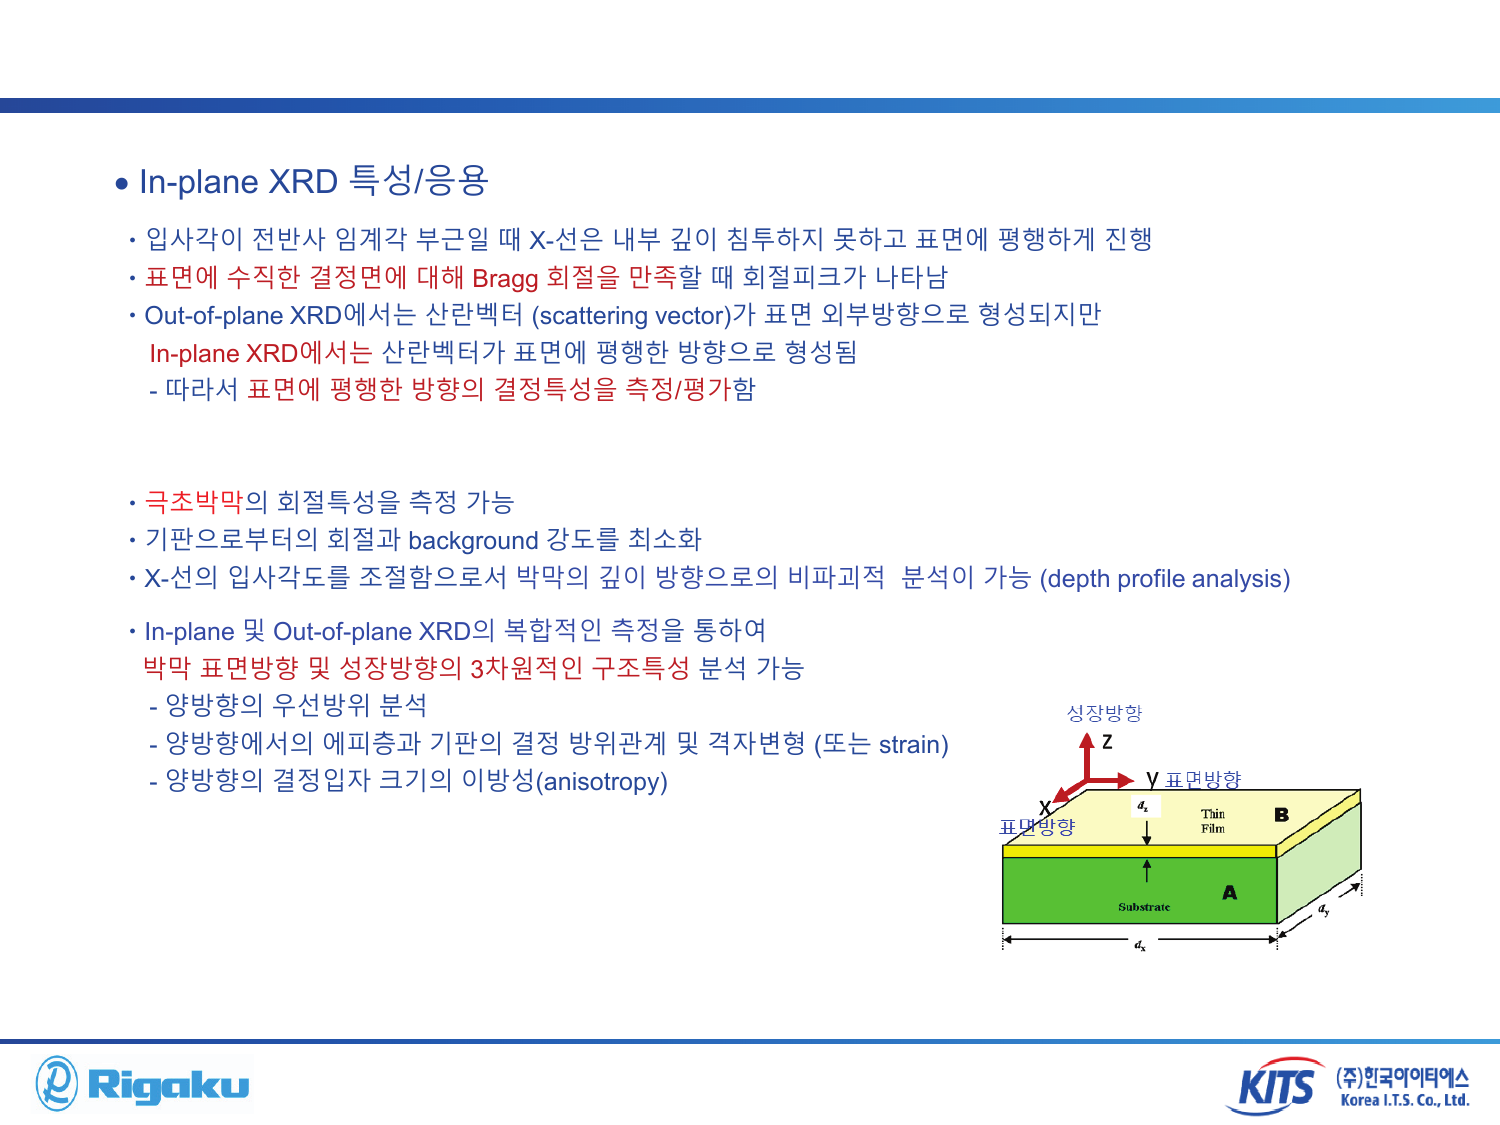 ● In-plane XRD 특성/응용
· 입사각이 전반사 임계각 부근일 때 X-선은 내부 깊이 침투하지 못하고 표면에 평행하게 진행
· 표면에 수직한 결정면에 대해 Bragg 회절을 만족할 때 회절피크가 나타남
· Out-of-plane XRD에서는 산란벡터 (scattering vector)가 표면 외부방향으로 형성되지만
In-plane XRD에서는 산란벡터가 표면에 평행한 방향으로 형성됨
- 따라서 표면에 평행한 방향의 결정특성을 측정/평가함
· 극초박막의 회절특성을 측정 가능
· 기판으로부터의 회절과 background 강도를 최소화
· X-선의 입사각도를 조절함으로서 박막의 깊이 방향으로의 비파괴적 분석이 가능 (depth profile analysis)
· In-plane 및 Out-of-plane XRD의 복합적인 측정을 통하여
박막 표면방향 및 성장방향의 3차원적인 구조특성 분석 가능
- 양방향의 우선방위 분석
- 양방향에서의 에피층과 기판의 결정 방위관계 및 격자변형 (또는 strain)
- 양방향의 결정입자 크기의 이방성(anisotropy)
성장방향
Z
y 표면방향
X
표면방향
dz
Thin
Film
B
A
Substrate
dy
dx
Rigaku
KITS (주)한국아이티에스
Korea I.T.S. Co., Ltd.